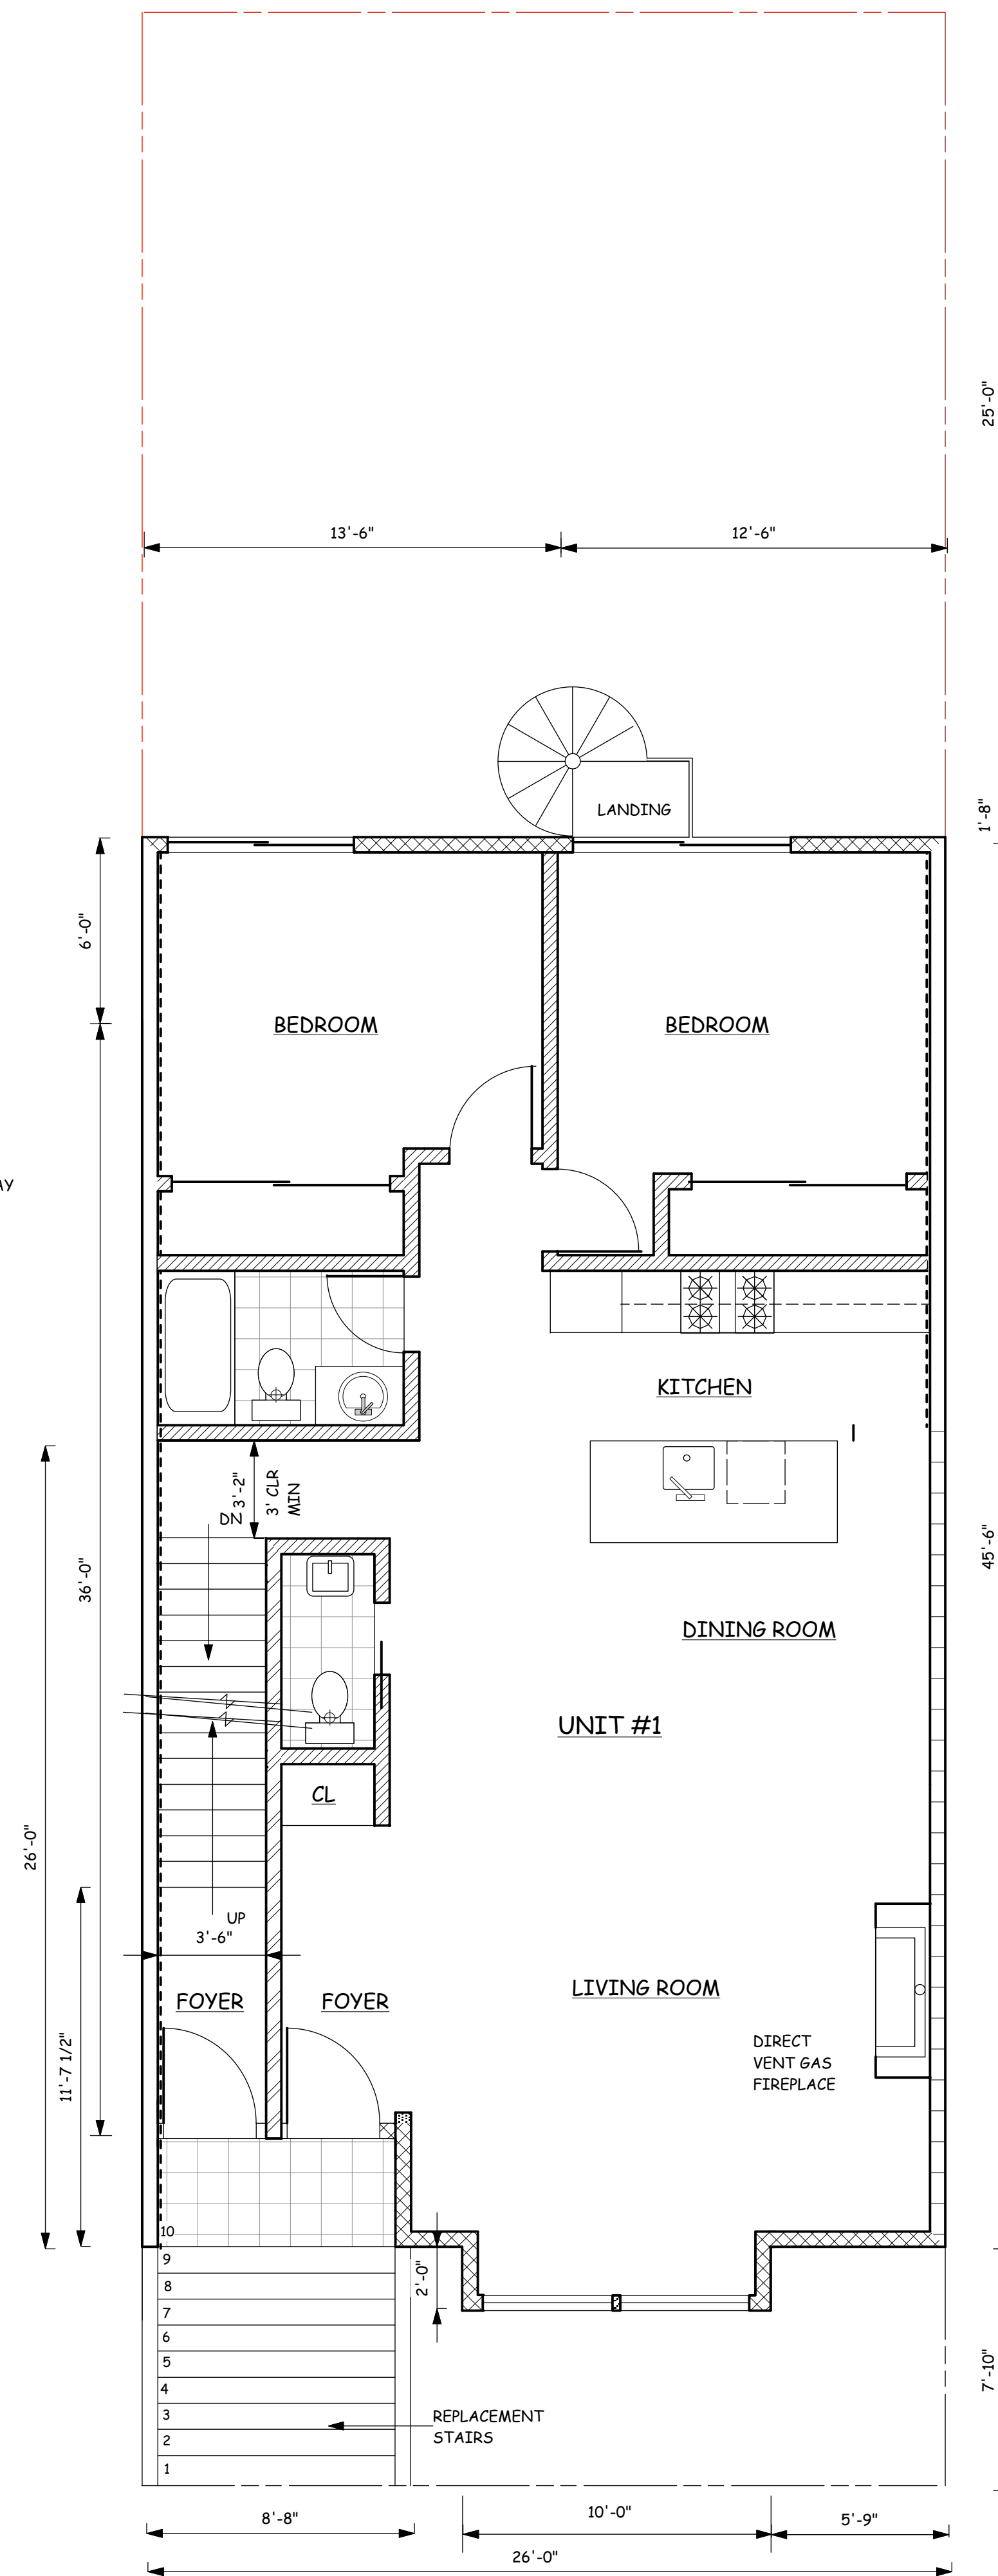 25'-0"
13'-6"
12'-6"
LANDING
1'-8"
6'-0"
BEDROOM
BEDROOM
AY
KITCHEN
DN 3'-2"
3' CLR
MIN
36'-0"
45'-6"
DINING ROOM
UNIT #1
CL
26'-0"
UP
3'-6"
LIVING ROOM
FOYER
FOYER
DIRECT
VENT GAS
FIREPLACE
11'-7 1/2"
10
9
8
7
2'-0"
6
5
4
7'-10"
3
REPLACEMENT
STAIRS
2
1
8'-8"
10'-0"
5'-9"
26'-0"